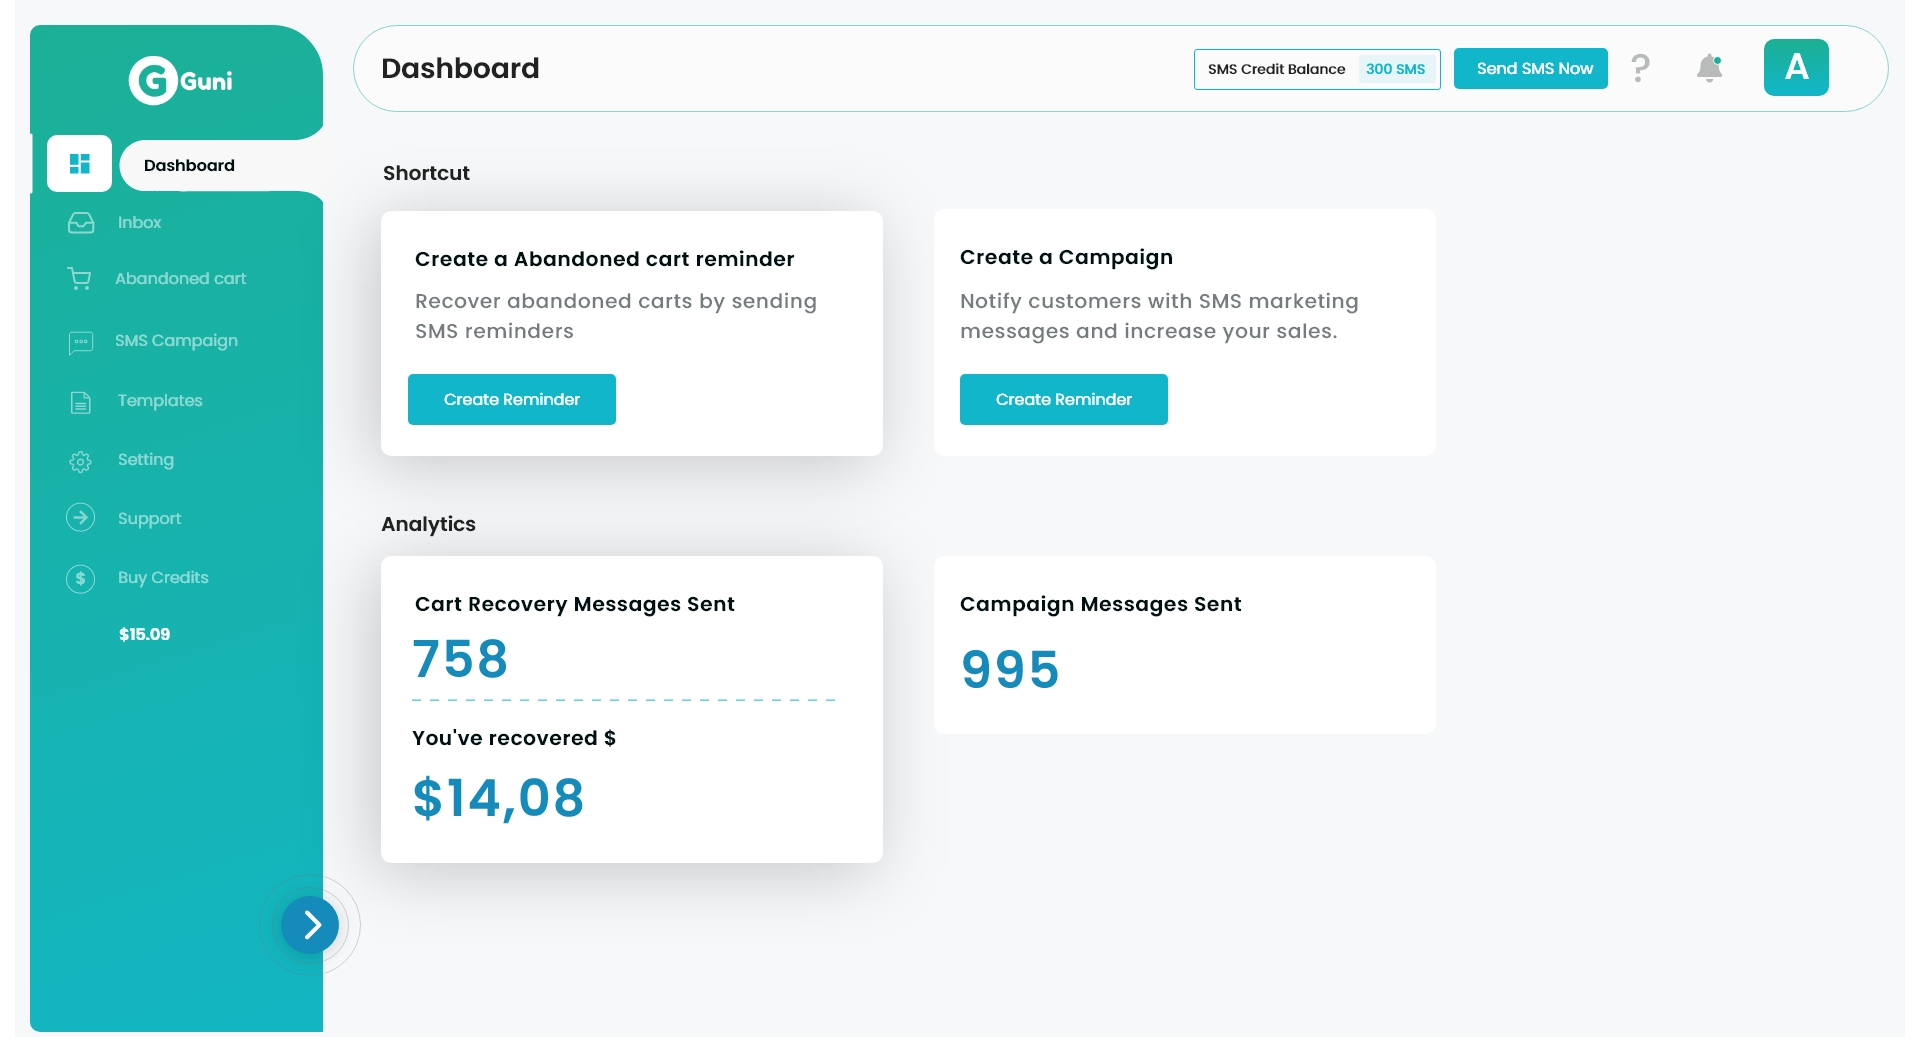 G Guni
Dashboard
Inbox
Abandoned cart
SMS Campaign
Templates
Setting
Support
$ Buy Credits
$15.09
Dashboard
SMS Credit Balance 300 SMS
Send SMS Now
?
A
Shortcut
Create a Abandoned cart reminder
Recover abandoned carts by sending
SMS reminders
Create Reminder
Create a Campaign
Notify customers with SMS marketing
messages and increase your sales.
Create Reminder
Analytics
Cart Recovery Messages Sent
758
You've recovered $
$14,08
Campaign Messages Sent
995